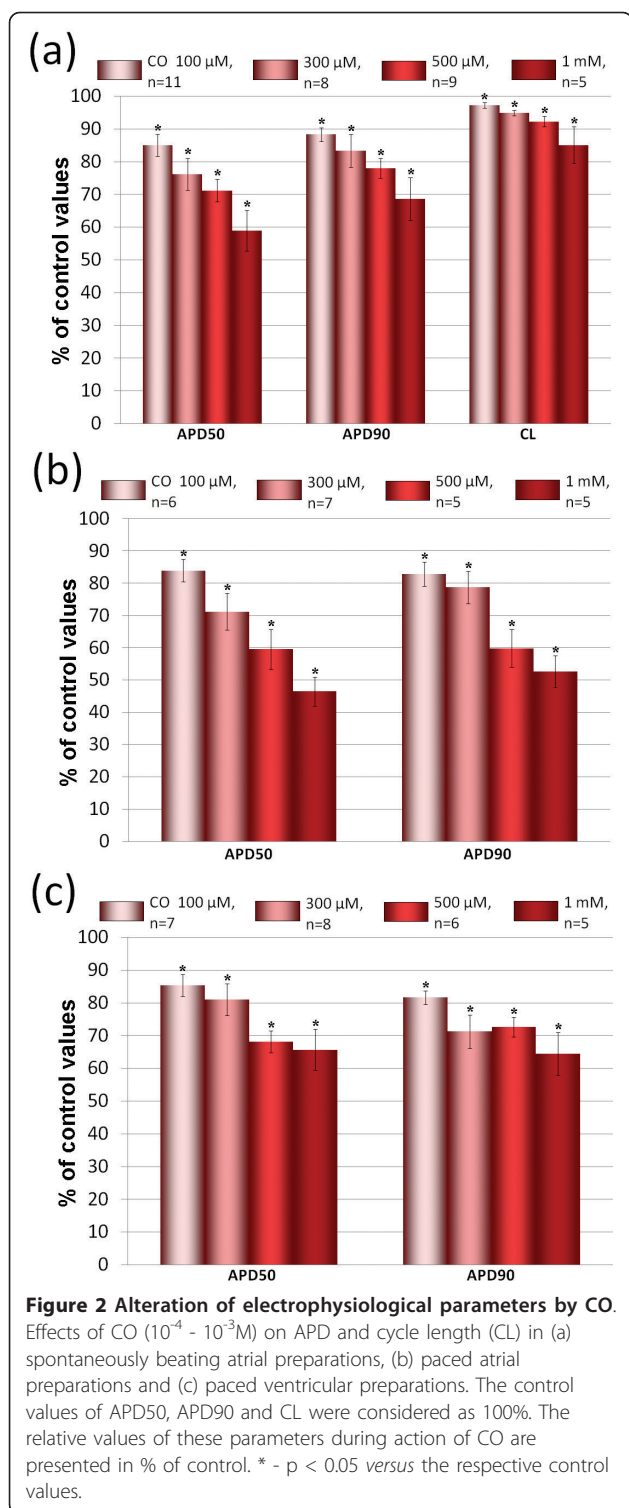 (a)
CO 100 µM, n=11
300 µM, n=8
500 µM, n=9
1 mM, n=5
% of control values
100
90
80
70
60
50
40
30
20
10
0
* * * *
* * * *
* * * *
APD50 APD90 CL
(b)
CO 100 µM, n=6
300 µM, n=7
500 µM, n=5
1 mM, n=5
% of control values
100
90
80
70
60
50
40
30
20
10
0
* * * *
* * * *
APD50 APD90
(c)
CO 100 µM, n=7
300 µM, n=8
500 µM, n=6
1 mM, n=5
% of control values
100
90
80
70
60
50
40
30
20
10
0
* * * *
* * * *
APD50 APD90
Figure 2 Alteration of electrophysiological parameters by CO.
Effects of CO (10⁻⁴ - 10⁻³M) on APD and cycle length (CL) in (a)
spontaneously beating atrial preparations, (b) paced atrial
preparations and (c) paced ventricular preparations. The control
values of APD50, APD90 and CL were considered as 100%. The
relative values of these parameters during action of CO are
presented in % of control. * - p < 0.05 versus the respective control
values.